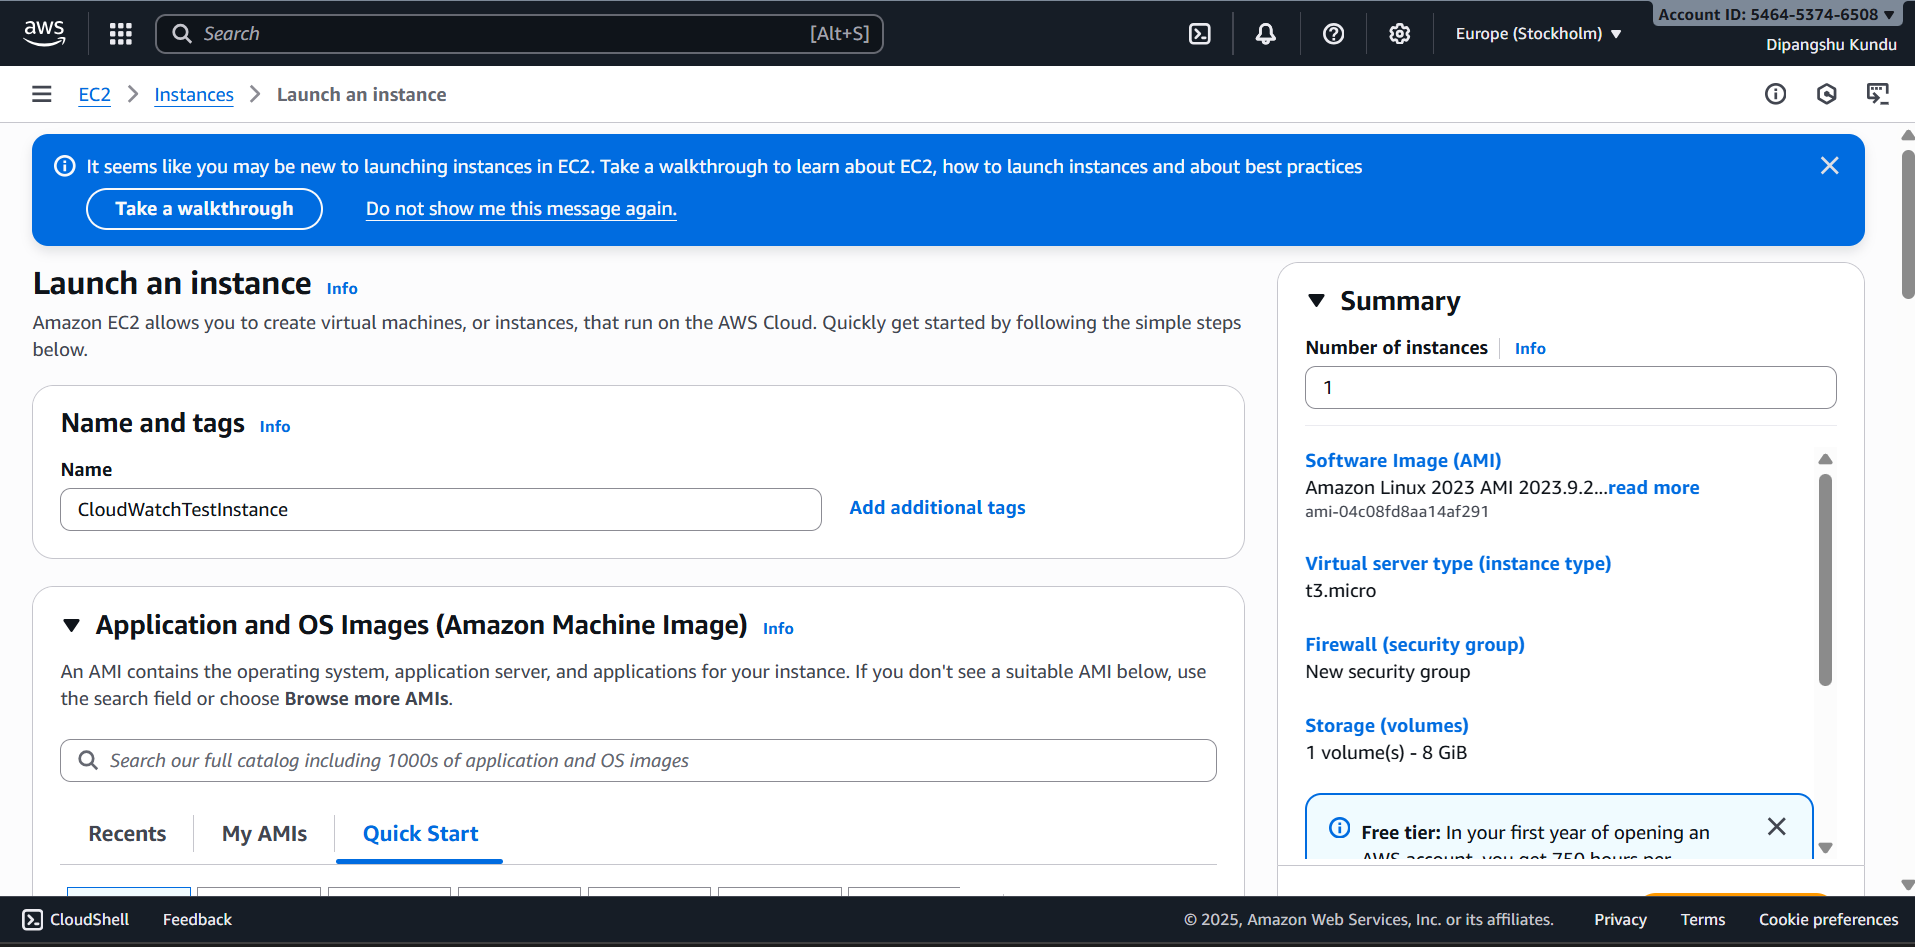 aws
Search [Alt+S]
Europe (Stockholm)
Account ID: 5464-5374-6508
Dipangshu Kundu
EC2 Instances Launch an instance
It seems like you may be new to launching instances in EC2. Take a walkthrough to learn about EC2, how to launch instances and about best practices
Take a walkthrough Do not show me this message again.
Launch an instance Info
Amazon EC2 allows you to create virtual machines, or instances, that run on the AWS Cloud. Quickly get started by following the simple steps
below.
Name and tags Info
Name
CloudWatchTestInstance
Add additional tags
Application and OS Images (Amazon Machine Image) Info
An AMI contains the operating system, application server, and applications for your instance. If you don't see a suitable AMI below, use
the search field or choose Browse more AMIs.
Search our full catalog including 1000s of application and OS images
Recents My AMIs Quick Start
Summary
Number of instances Info
1
Software Image (AMI)
Amazon Linux 2023 AMI 2023.9.2...read more
ami-04c08fd8aa14af291
Virtual server type (instance type)
t3.micro
Firewall (security group)
New security group
Storage (volumes)
1 volume(s) - 8 GiB
Free tier: In your first year of opening an
AWS account, you get 750 hours per
CloudShell Feedback
© 2025, Amazon Web Services, Inc. or its affiliates. Privacy Terms Cookie preferences